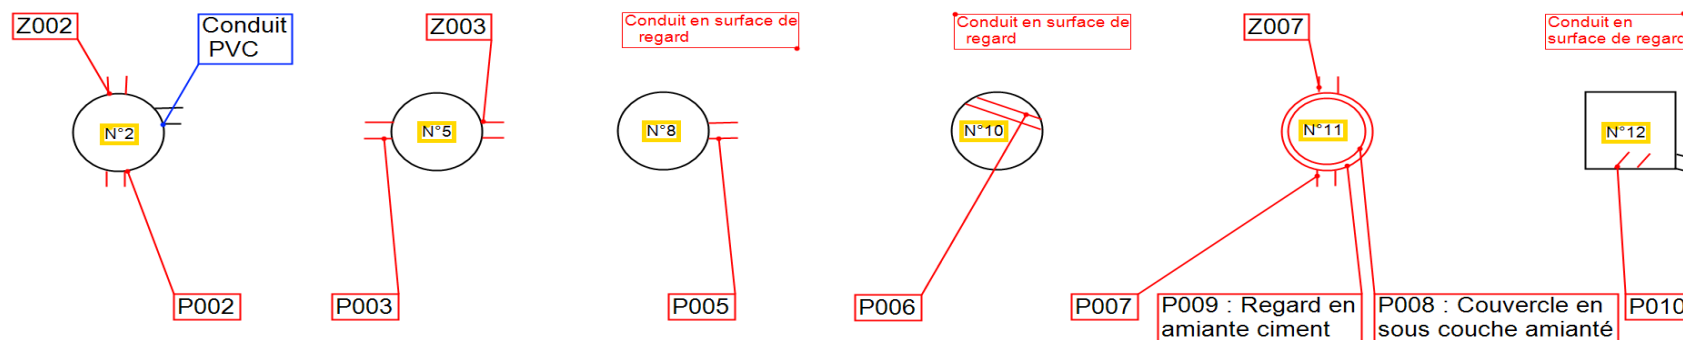 Z002
Conduit
PVC
Z003
Conduit en surface de
regard
Conduit en surface de
regard
Z007
Conduit en
surface de regard
N°2
N°5
N°8
N°10
N°11
N°12
P002
P003
P005
P006
P007
P009 : Regard en
amiante ciment
P008 : Couvercle en
sous couche amianté
P010